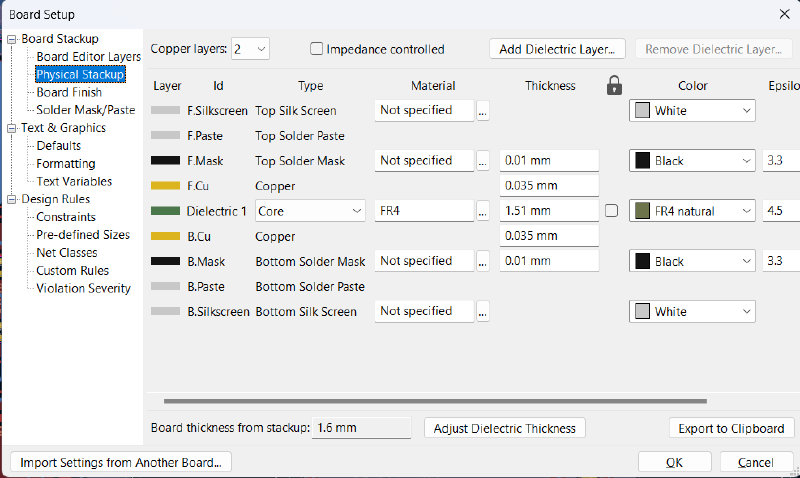 Board Setup
Board Stackup
Board Editor Layers
Physical Stackup
Board Finish
Solder Mask/Paste
Text & Graphics
Defaults
Formatting
Text Variables
Design Rules
Constraints
Pre-defined Sizes
Net Classes
Custom Rules
Violation Severity
Copper layers: 2 Impedance controlled Add Dielectric Layer... Remove Dielectric Layer...
Layer Id Type Material Thickness Color Epsilo
F.Silkscreen Top Silk Screen Not specified ... White
F.Paste Top Solder Paste
F.Mask Top Solder Mask Not specified ... 0.01 mm Black 3.3
F.Cu Copper 0.035 mm
Dielectric 1 Core FR4 ... 1.51 mm FR4 natural 4.5
B.Cu Copper 0.035 mm
B.Mask Bottom Solder Mask Not specified ... 0.01 mm Black 3.3
B.Paste Bottom Solder Paste
B.Silkscreen Bottom Silk Screen Not specified ... White
Board thickness from stackup: 1.6 mm Adjust Dielectric Thickness Export to Clipboard
Import Settings from Another Board... OK Cancel